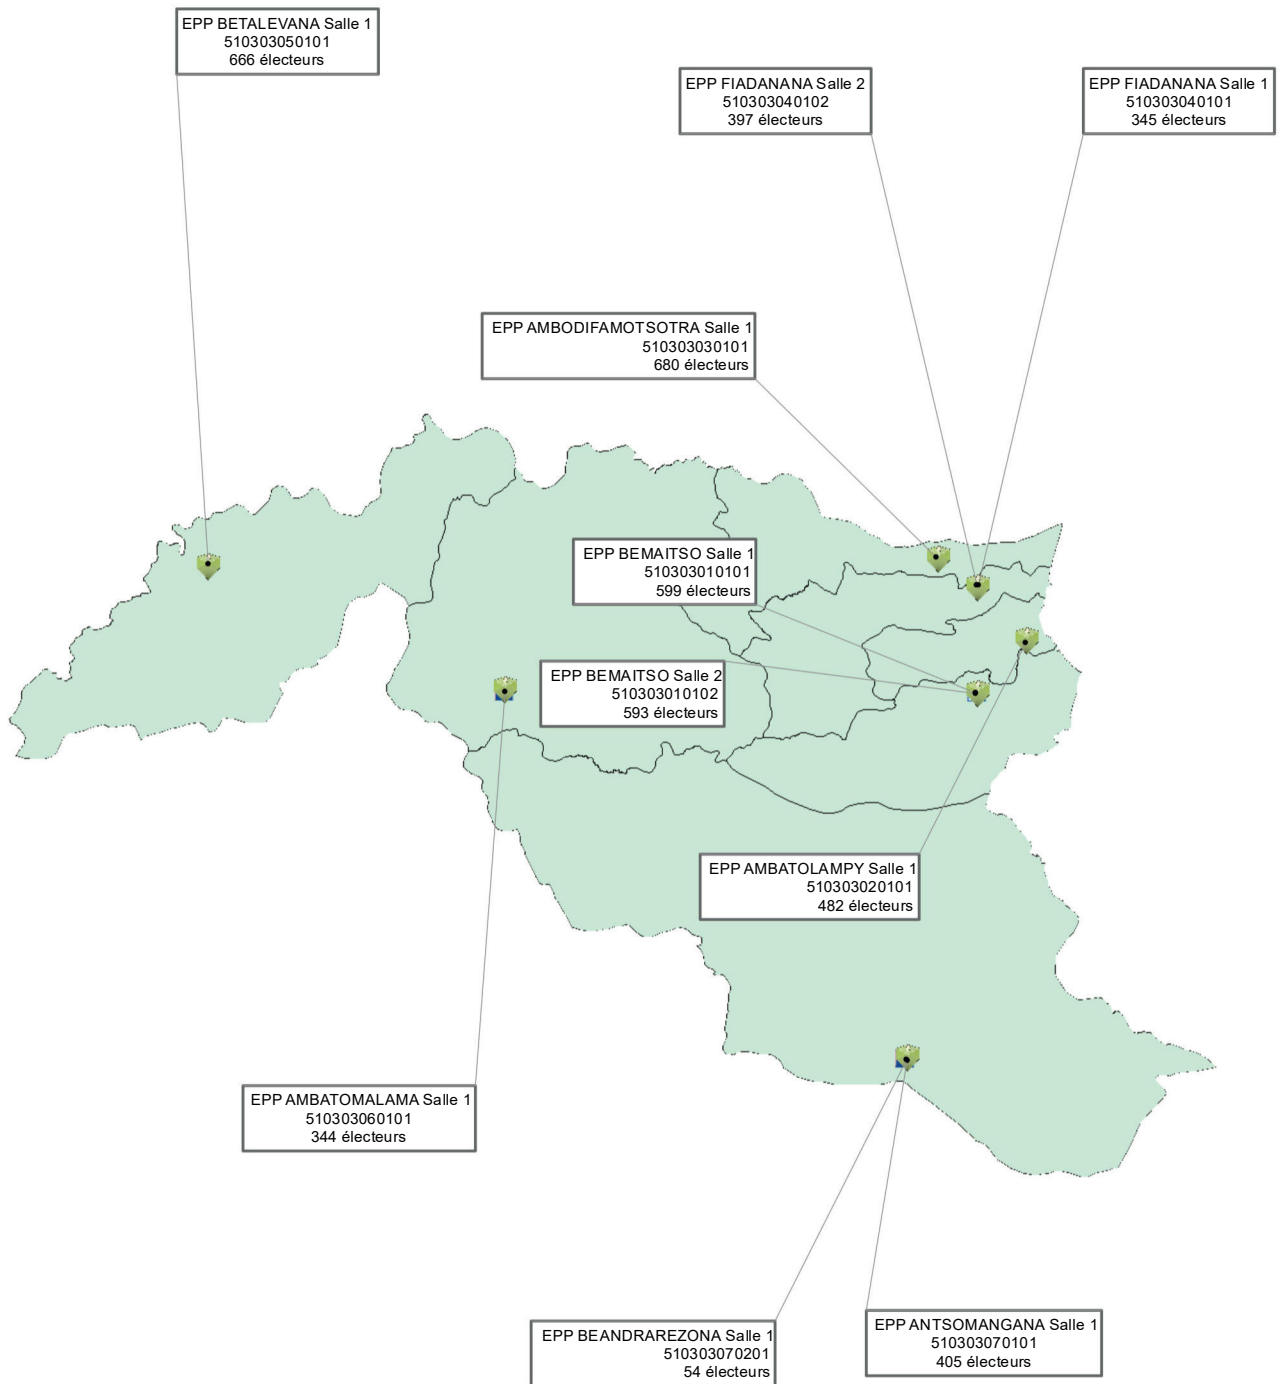 EPP BETALEVANA Salle 1
510303050101
666 électeurs
EPP FIADANANA Salle 2
510303040102
397 électeurs
EPP FIADANANA Salle 1
510303040101
345 électeurs
EPP AMBODIFAMOTSOTRA Salle 1
510303030101
680 électeurs
EPP BEMAITSO Salle 1
510303010101
599 électeurs
EPP BEMAITSO Salle 2
510303010102
593 électeurs
EPP AMBATOLAMPY Salle 1
510303020101
482 électeurs
EPP AMBATOMALAMA Salle 1
510303060101
344 électeurs
EPP BEANDRAREZONA Salle 1
510303070201
54 électeurs
EPP ANTSOMANGANA Salle 1
510303070101
405 électeurs